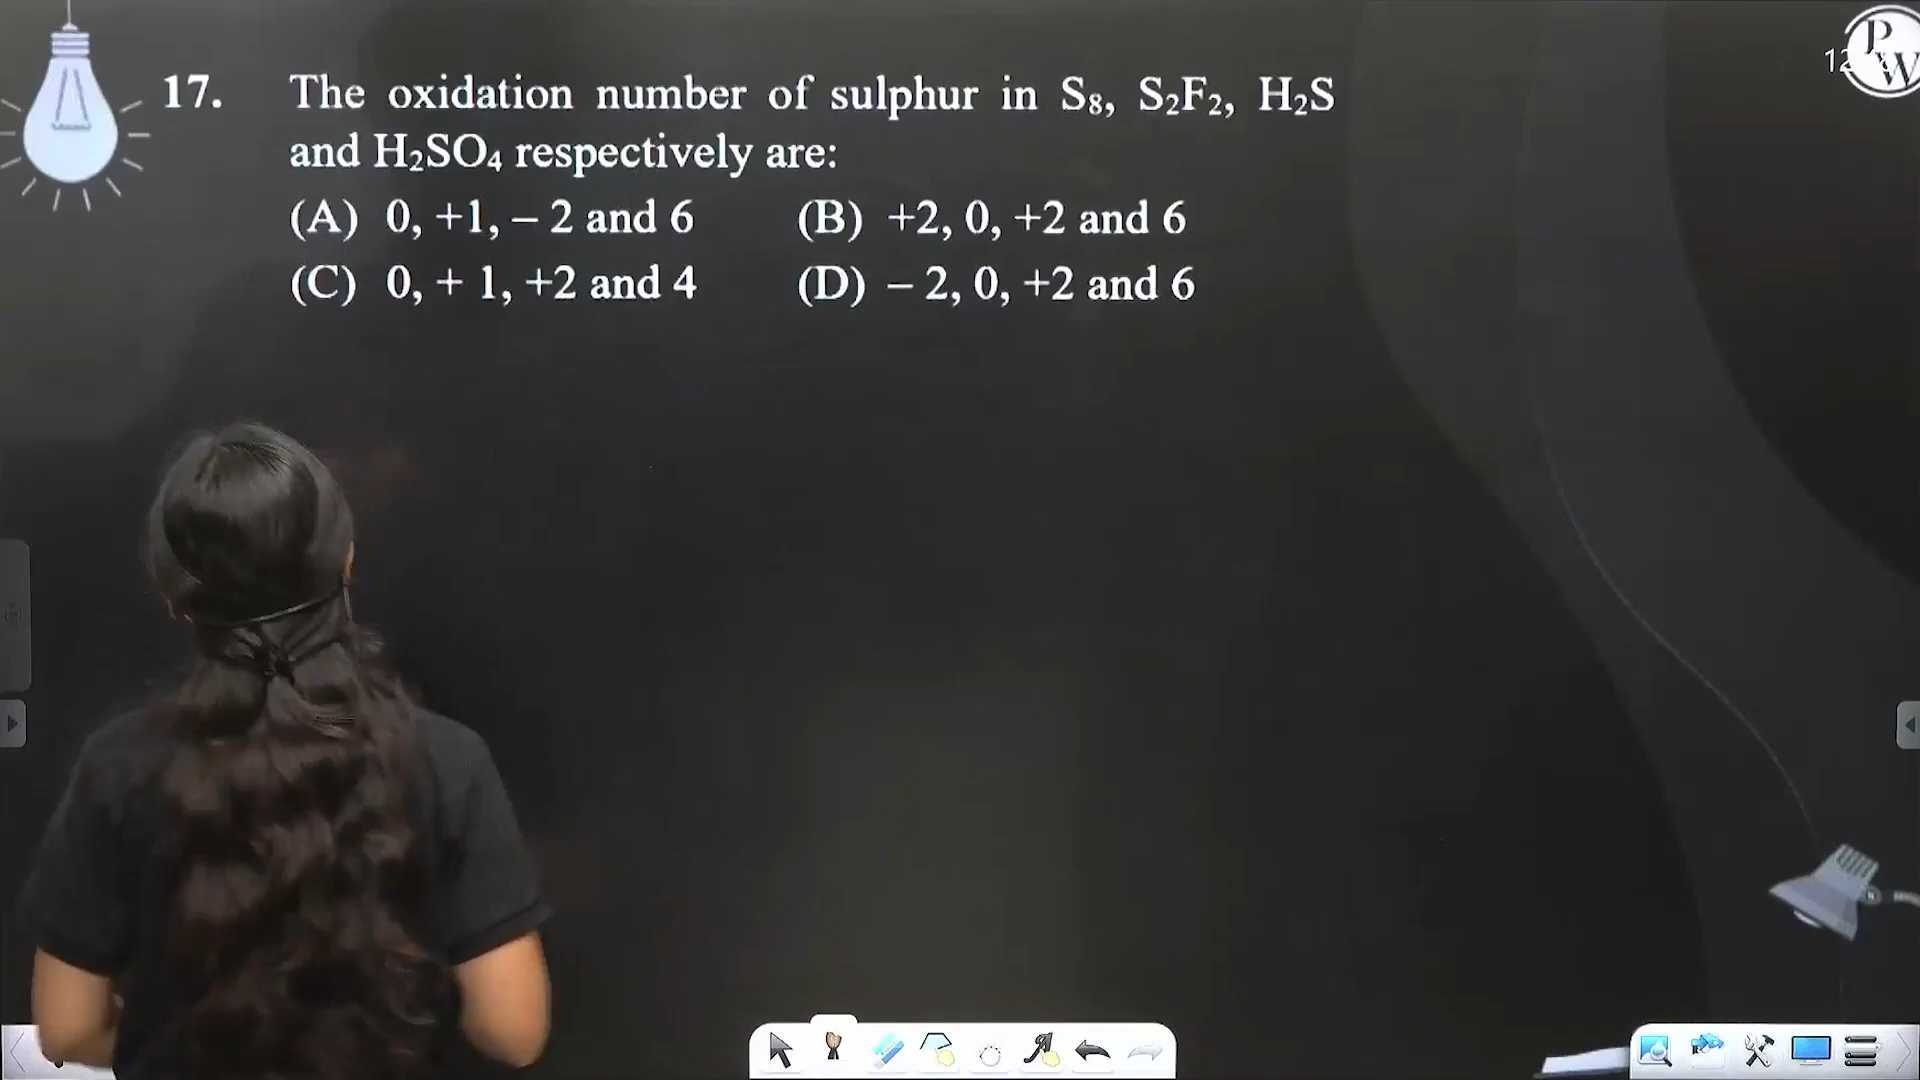 17. The oxidation number of sulphur in S₈, S₂F₂, H₂S
and H₂SO₄ respectively are:
(A) 0, +1, – 2 and 6 (B) +2, 0, +2 and 6
(C) 0, + 1, +2 and 4 (D) – 2, 0, +2 and 6
PW